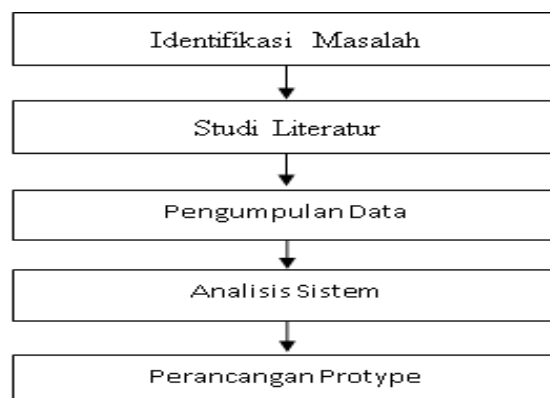 Identifikasi Masalah
Studi Literatur
Pengumpulan Data
Analisis Sistem
Perancangan Protype